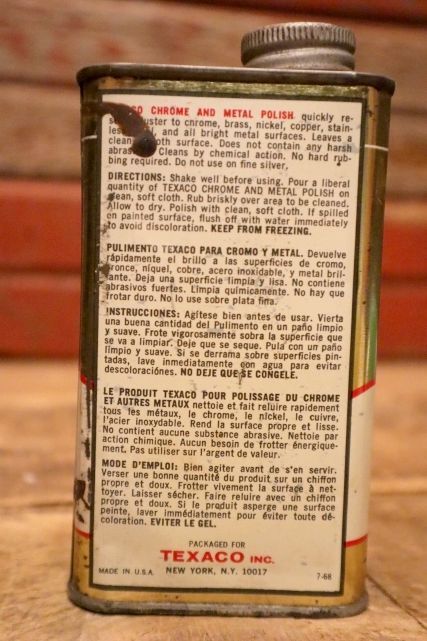 CO CHROME AND METAL POLISH quickly re-
luster to chrome, brass, nickel, copper, stain-
and all bright metal surfaces. Leaves a
clean oth surface. Does not contain any harsh
Cleans by chemical action. No hard rub-
bing required. Do not use on fine silver.
DIRECTIONS: Shake well before using. Pour a liberal
quantity of TEXACO CHROME AND METAL POLISH on
clean, soft cloth. Rub briskly over area to be cleaned.
Allow to dry. Polish with clean, soft cloth. If spilled
on painted surface, flush off with water immediately
to avoid discoloration. KEEP FROM FREEZING.
PULIMENTO TEXACO PARA CROMO Y METAL. Devuelve
rápidamente el brillo a las superficies de cromo,
bronce, níquel, cobre, acero inoxidable, y metal bril-
ante. Deja una superficie limpia y lisa. No contiene
abrasivos fuertes. Limpia químicamente. No hay que
frotar duro. No lo use sobre plata fina.
INSTRUCCIONES: Agítese bien antes de usar. Vierta
una buena cantidad del Pulimento en un paño limpio
y suave. Frote vigorosamente sobra la superficie que
se va a limpiar. Deje que se seque. Pula con un paño
limpio y suave. Si se derrama sobre superficies pin-
tadas, lave inmediatamente con agua para evitar
descoloraciónes. NO DEJE QUE SE CONGELE.
LE PRODUIT TEXACO POUR POLISSAGE DU CHROME
ET AUTRES METAUX nettoie et fait reluire rapidement
tous les métaux, le chrome, le nickel, le cuivre,
l'acier inoxydable. Rend la surface propre et lisse.
No contient aucune substance abrasive. Nettoie par
action chimique. Aucun besoin de frotter énergique-
ment. Pas utiliser sur l'argent de valeur.
MODE D'EMPLOI: Bien agiter avant de s'en servir.
Verser une bonne quantité du produit sur un chiffon
propre et doux. Frotter vivement la surface à net-
toyer. Laisser sécher. Faire reluire avec un chiffon
propre et doux. Si le produit asperge une surface
peinte, laver immédiatement pour éviter toute dé-
coloration. EVITER LE GEL.
PACKAGED FOR
TEXACO INC.
MADE IN U.S.A. NEW YORK, N.Y. 10017 7-68